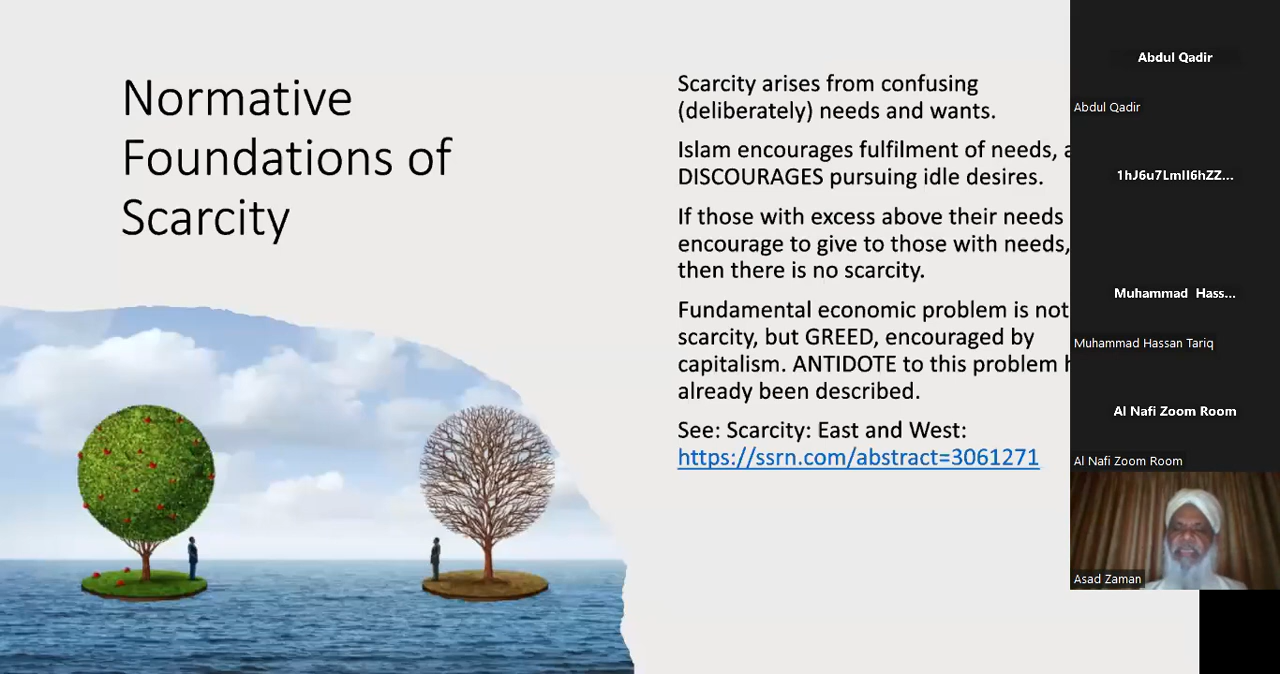 Normative
Foundations of
Scarcity
Scarcity arises from confusing
(deliberately) needs and wants.
Islam encourages fulfilment of needs, a
DISCOURAGES pursuing idle desires.
If those with excess above their needs
encourage to give to those with needs,
then there is no scarcity.
Fundamental economic problem is not
scarcity, but GREED, encouraged by
capitalism. ANTIDOTE to this problem h
already been described.
See: Scarcity: East and West:
https://ssrn.com/abstract=3061271
Abdul Qadir
Abdul Qadir
Muhammad Hass...
Muhammad Hassan Tariq
Al Nafi Zoom Room
Al Nafi Zoom Room
Asad Zaman